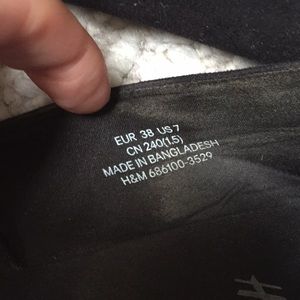 EUR 38 US 7
CN 240(1.5)
MADE IN BANGLADESH
H&M 686100-3529